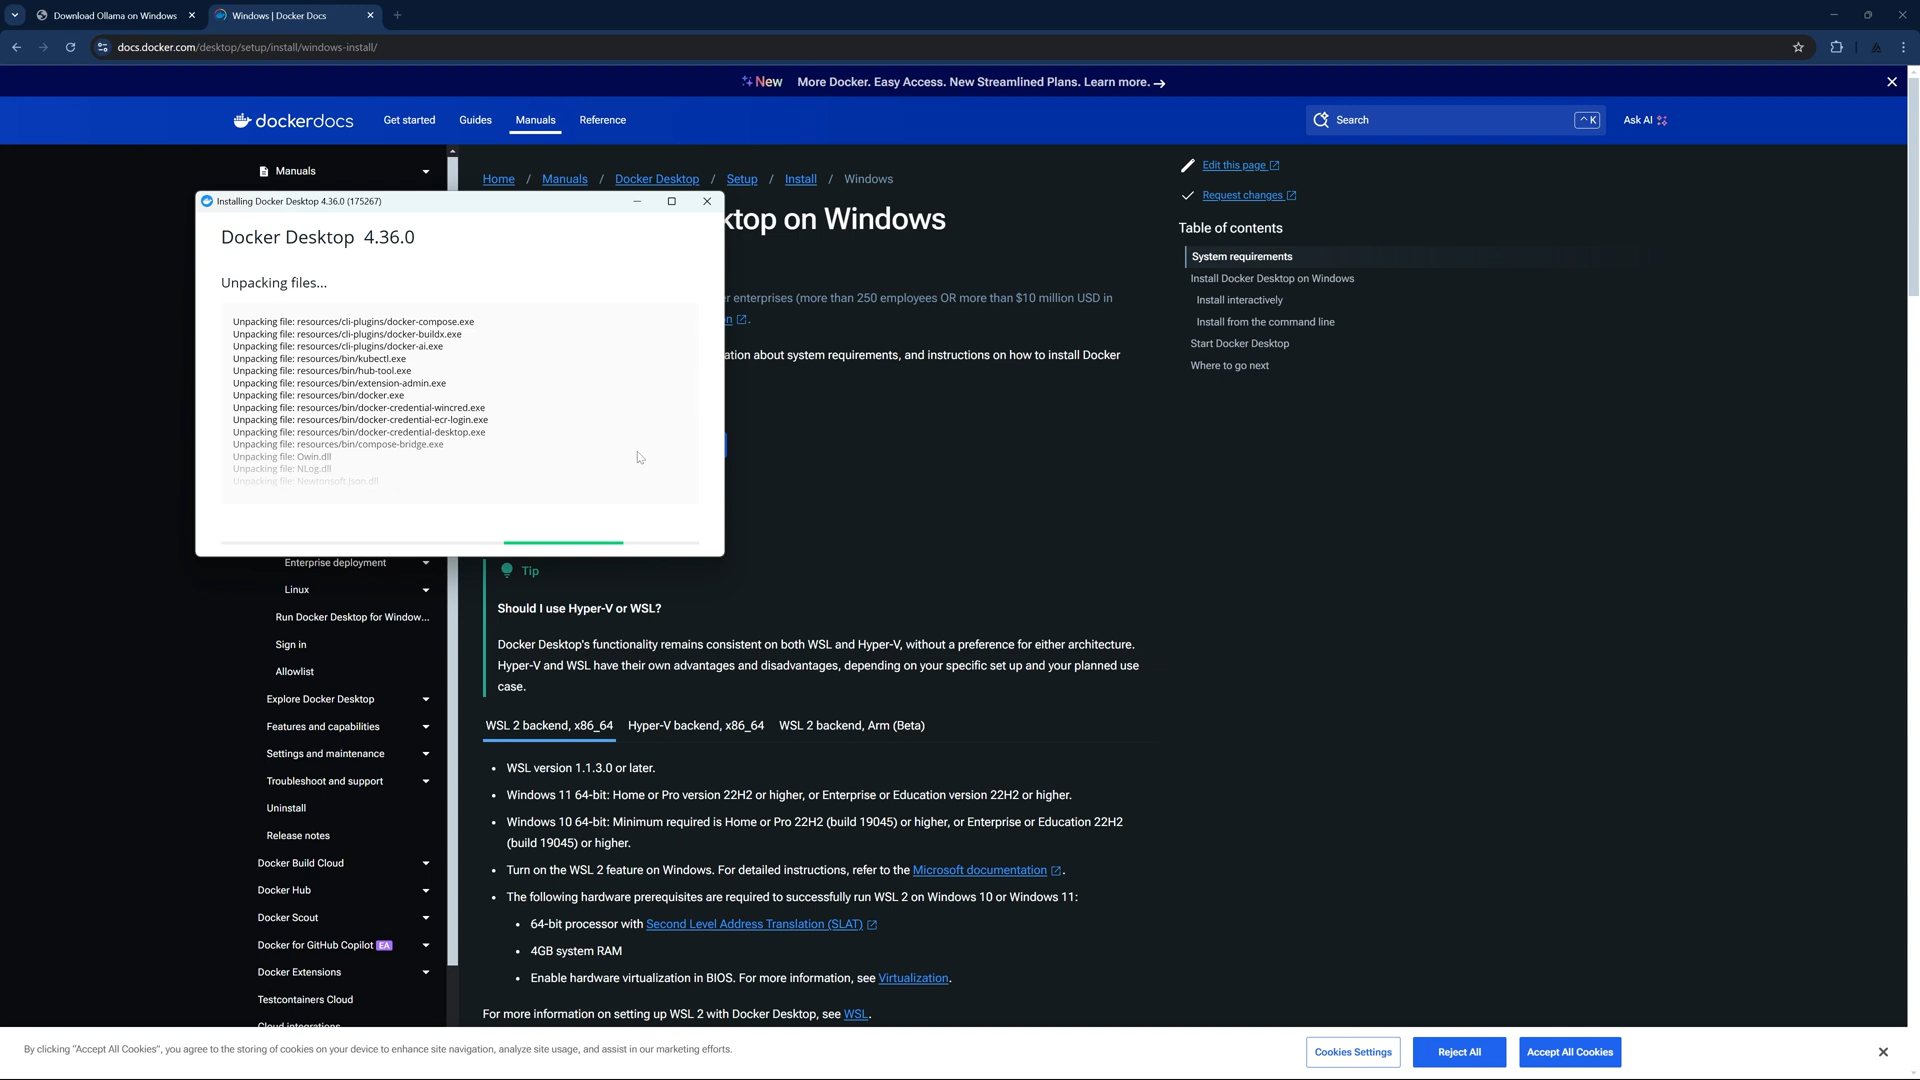 Download Ollama on Windows
Windows | Docker Docs
docs.docker.com/desktop/setup/install/windows-install/
New More Docker. Easy Access. New Streamlined Plans. Learn more. →
dockerdocs
Get started
Guides
Manuals
Reference
Search
^ K
Ask AI
Manuals
Home / Manuals / Docker Desktop / Setup / Install / Windows
Edit this page
Request changes
Table of contents
System requirements
Install Docker Desktop on Windows
Install interactively
Install from the command line
Start Docker Desktop
Where to go next
Installing Docker Desktop 4.36.0 (175267)
Docker Desktop 4.36.0
Unpacking files...
Unpacking file: resources/cli-plugins/docker-compose.exe
Unpacking file: resources/cli-plugins/docker-buildx.exe
Unpacking file: resources/cli-plugins/docker-ai.exe
Unpacking file: resources/bin/kubectl.exe
Unpacking file: resources/bin/hub-tool.exe
Unpacking file: resources/bin/extension-admin.exe
Unpacking file: resources/bin/docker.exe
Unpacking file: resources/bin/docker-credential-wincred.exe
Unpacking file: resources/bin/docker-credential-ecr-login.exe
Unpacking file: resources/bin/docker-credential-desktop.exe
Unpacking file: resources/bin/compose-bridge.exe
Unpacking file: Owin.dll
Unpacking file: NLog.dll
Unpacking file: Newtonsoft.Json.dll
ktop on Windows
r enterprises (more than 250 employees OR more than $10 million USD in
n.
ation about system requirements, and instructions on how to install Docker
Enterprise deployment
Linux
Run Docker Desktop for Window...
Sign in
Allowlist
Explore Docker Desktop
Features and capabilities
Settings and maintenance
Troubleshoot and support
Uninstall
Release notes
Docker Build Cloud
Docker Hub
Docker Scout
Docker for GitHub Copilot EA
Docker Extensions
Testcontainers Cloud
Cloud integrations
Tip
Should I use Hyper-V or WSL?
Docker Desktop's functionality remains consistent on both WSL and Hyper-V, without a preference for either architecture.
Hyper-V and WSL have their own advantages and disadvantages, depending on your specific set up and your planned use
case.
WSL 2 backend, x86_64
Hyper-V backend, x86_64
WSL 2 backend, Arm (Beta)
• WSL version 1.1.3.0 or later.
• Windows 11 64-bit: Home or Pro version 22H2 or higher, or Enterprise or Education version 22H2 or higher.
• Windows 10 64-bit: Minimum required is Home or Pro 22H2 (build 19045) or higher, or Enterprise or Education 22H2
(build 19045) or higher.
• Turn on the WSL 2 feature on Windows. For detailed instructions, refer to the Microsoft documentation.
• The following hardware prerequisites are required to successfully run WSL 2 on Windows 10 or Windows 11:
• 64-bit processor with Second Level Address Translation (SLAT)
• 4GB system RAM
• Enable hardware virtualization in BIOS. For more information, see Virtualization.
For more information on setting up WSL 2 with Docker Desktop, see WSL.
By clicking "Accept All Cookies", you agree to the storing of cookies on your device to enhance site navigation, analyze site usage, and assist in our marketing efforts.
Cookies Settings
Reject All
Accept All Cookies